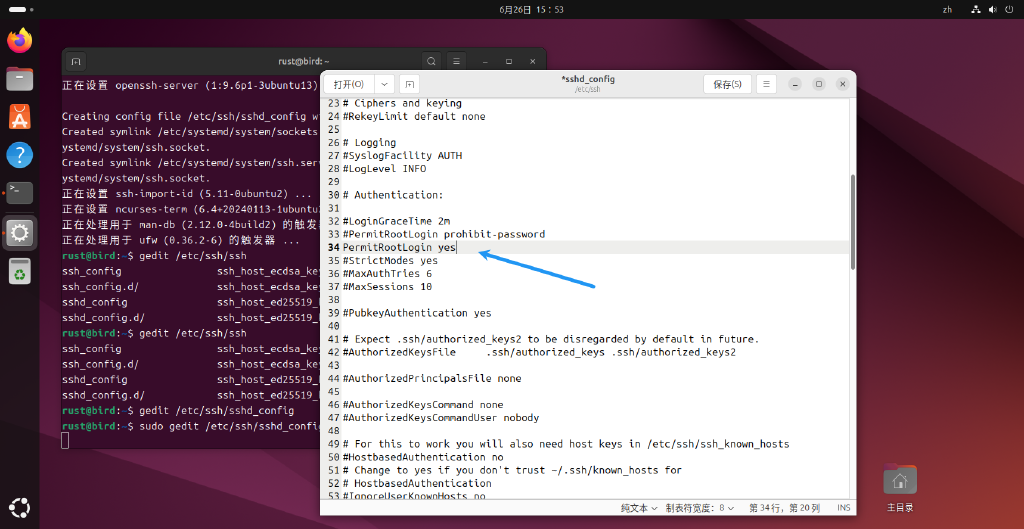 6月26日 15：53
zh
rust@bird: ~
正在设置 openssh-server (1:9.6p1-3ubuntu13)
Creating config file /etc/ssh/sshd_config w
Created symlink /etc/systemd/system/sockets
ystemd/system/ssh.socket.
Created symlink /etc/systemd/system/ssh.ser
ystemd/system/ssh.socket.
正在设置 ssh-import-id (5.11-0ubuntu2) ...
正在设置 ncurses-term (6.4+20240113-1ubuntu
正在处理用于 man-db (2.12.0-4build2) 的触发
正在处理用于 ufw (0.36.2-6) 的触发器 ...
rust@bird:~$ gedit /etc/ssh/ssh
ssh_config ssh_host_ecdsa_key
ssh_config.d/ ssh_host_ecdsa_key
sshd_config ssh_host_ed25519_
sshd_config.d/ ssh_host_ed25519_
rust@bird:~$ gedit /etc/ssh/ssh
ssh_config ssh_host_ecdsa_key
ssh_config.d/ ssh_host_ecdsa_key
sshd_config ssh_host_ed25519_
sshd_config.d/ ssh_host_ed25519_
rust@bird:~$ gedit /etc/ssh/sshd_config
rust@bird:~$ sudo gedit /etc/ssh/sshd_config
打开(O)
*sshd_config
/etc/ssh
保存(S)
23 # Ciphers and keying
24 #RekeyLimit default none
25
26 # Logging
27 #SyslogFacility AUTH
28 #LogLevel INFO
29
30 # Authentication:
31
32 #LoginGraceTime 2m
33 #PermitRootLogin prohibit-password
34 PermitRootLogin yes
35 #StrictModes yes
36 #MaxAuthTries 6
37 #MaxSessions 10
38
39 #PubkeyAuthentication yes
40
41 # Expect .ssh/authorized_keys2 to be disregarded by default in future.
42 #AuthorizedKeysFile .ssh/authorized_keys .ssh/authorized_keys2
43
44 #AuthorizedPrincipalsFile none
45
46 #AuthorizedKeysCommand none
47 #AuthorizedKeysCommandUser nobody
48
49 # For this to work you will also need host keys in /etc/ssh/ssh_known_hosts
50 #HostbasedAuthentication no
51 # Change to yes if you don't trust ~/.ssh/known_hosts for
52 # HostbasedAuthentication
53 #IgnoreUserKnownHosts no
纯文本 制表符宽度：8 第 34 行，第 20 列 INS
主目录